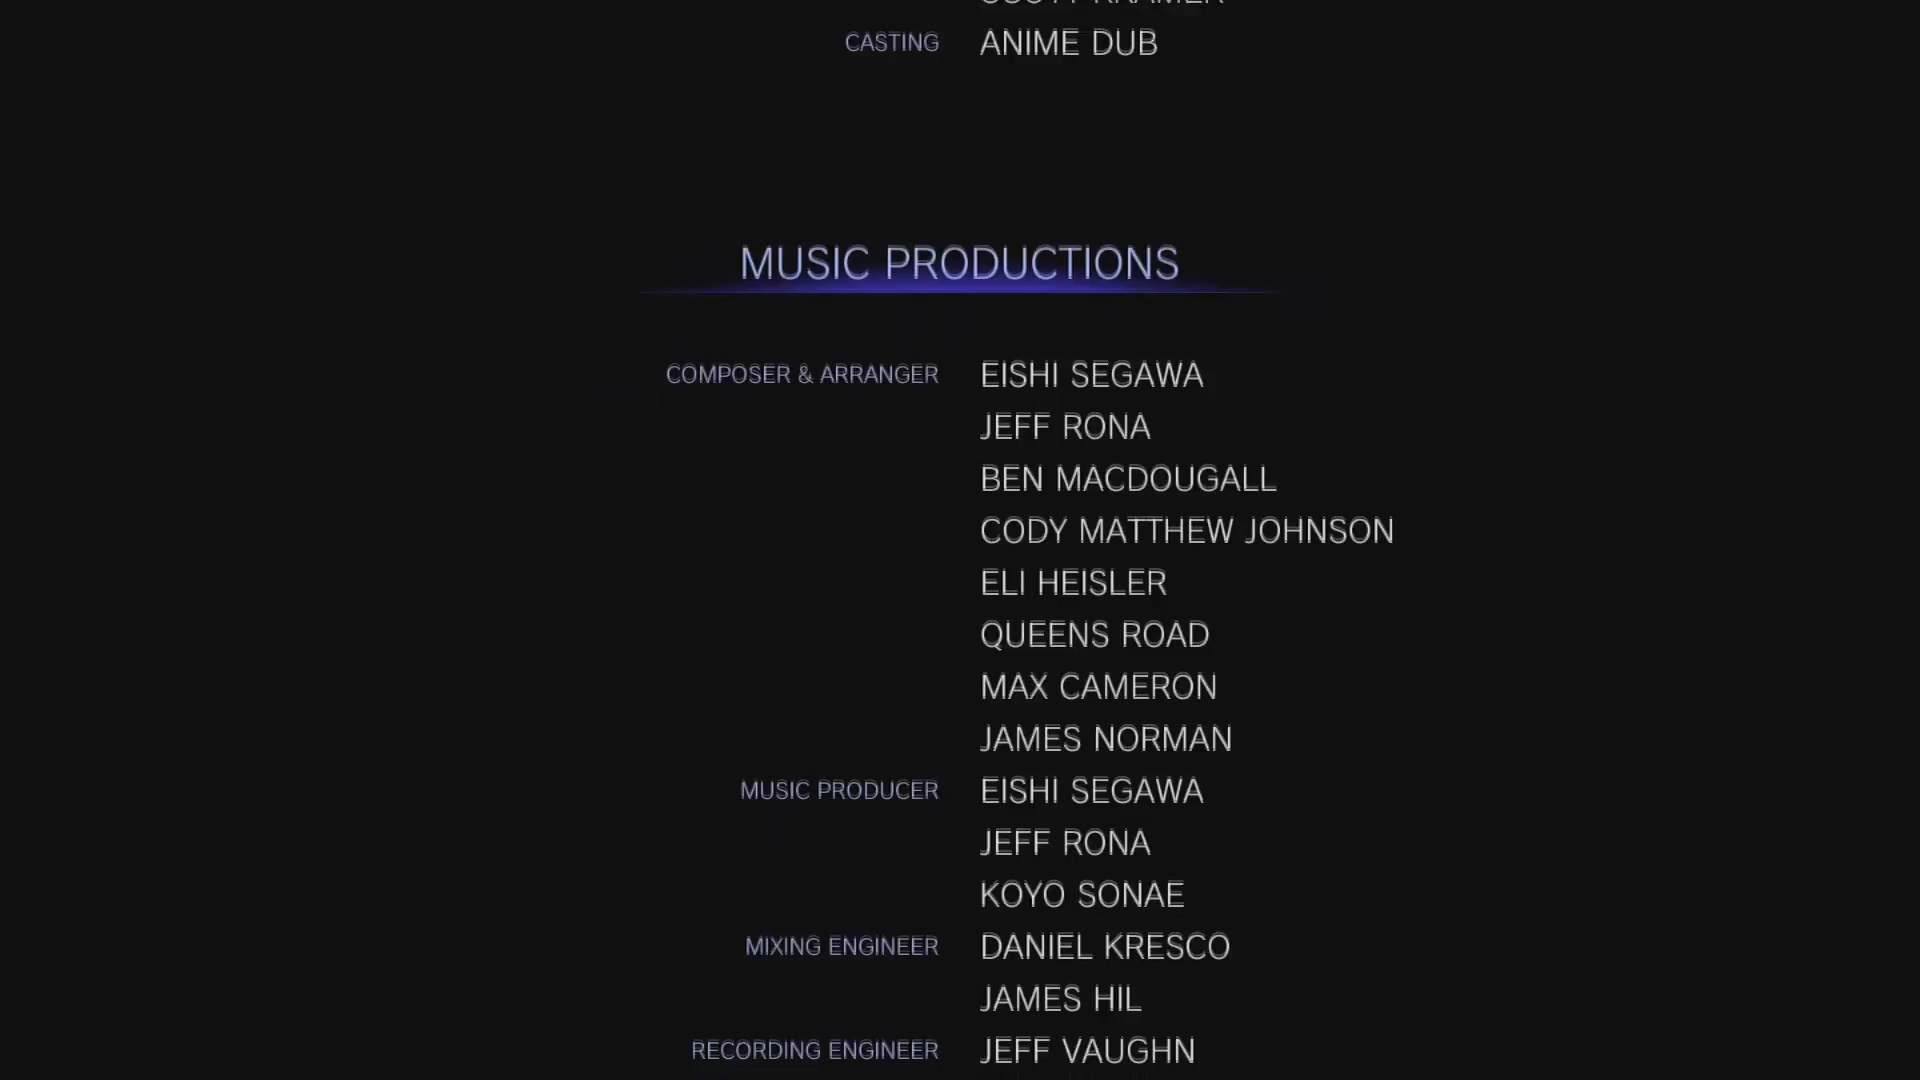 CASTING ANIME DUB
MUSIC PRODUCTIONS
COMPOSER & ARRANGER EISHI SEGAWA
JEFF RONA
BEN MACDOUGALL
CODY MATTHEW JOHNSON
ELI HEISLER
QUEENS ROAD
MAX CAMERON
JAMES NORMAN
MUSIC PRODUCER EISHI SEGAWA
JEFF RONA
KOYO SONAE
MIXING ENGINEER DANIEL KRESCO
JAMES HIL
RECORDING ENGINEER JEFF VAUGHN